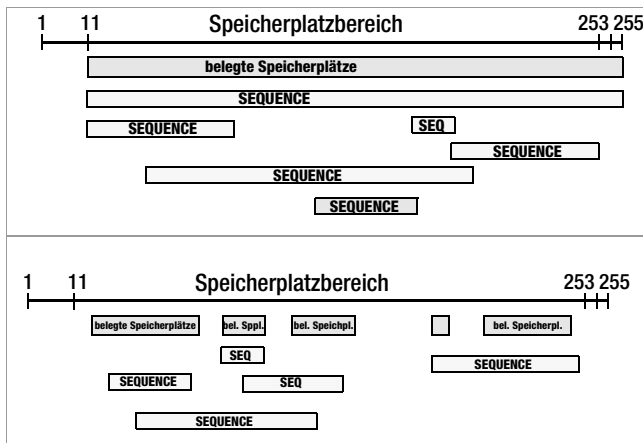 1 11 Speicherplatzbereich 253 255
belegte Speicherplätze
SEQUENCE
SEQUENCE SEQ
SEQUENCE
SEQUENCE
SEQUENCE
1 11 Speicherplatzbereich 253 255
belegte Speicherplätze bel. Sppl. bel. Speichpl. bel. Speicherpl.
SEQ SEQUENCE
SEQUENCE SEQ
SEQUENCE